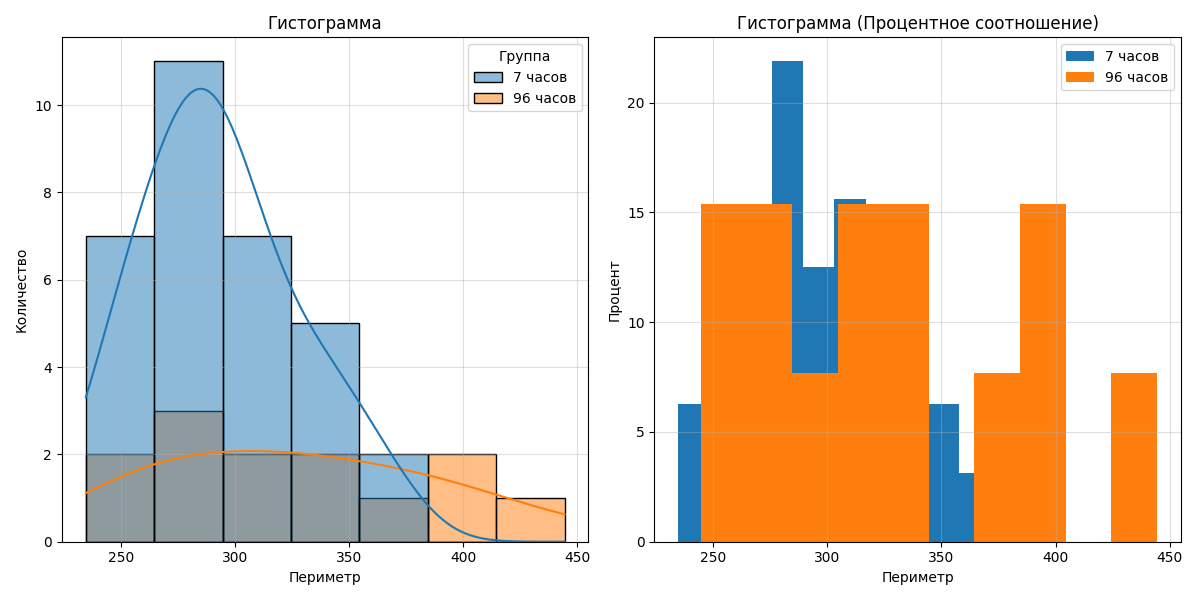 Гистограмма
Количество
10
8
6
4
2
0
250
300
350
400
450
Периметр
Группа
7 часов
96 часов
Гистограмма (Процентное соотношение)
Процент
20
15
10
5
0
250
300
350
400
450
Периметр
7 часов
96 часов